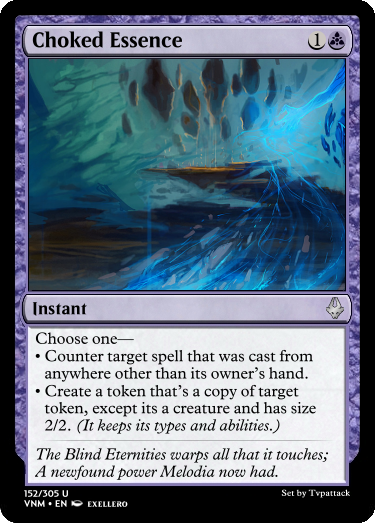 Choked Essence 1
Instant
Choose one—
• Counter target spell that was cast from
anywhere other than its owner's hand.
• Create a token that's a copy of target
token, except its a creature and has size
2/2. (It keeps its types and abilities.)
The Blind Eternities warps all that it touches;
A newfound power Melodia now had.
152/305 U
VNM • EN EXELLERO
Set by Tvpattack